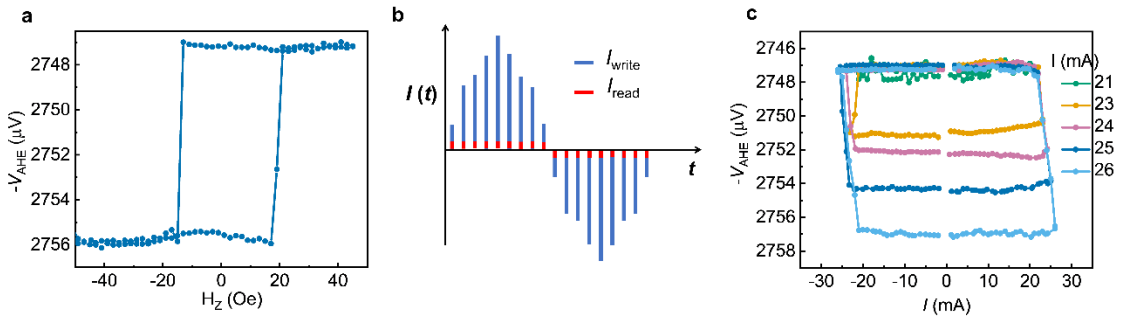 a
-V_AHE (μV)
2748
2750
2752
2754
2756
-40 -20 0 20 40
H_Z (Oe)
b
I (t)
I_write
I_read
t
c
-V_AHE (μV)
2746
2748
2750
2752
2754
2756
2758
-30 -20 -10 0 10 20 30
I (mA)
I (mA)
21
23
24
25
26